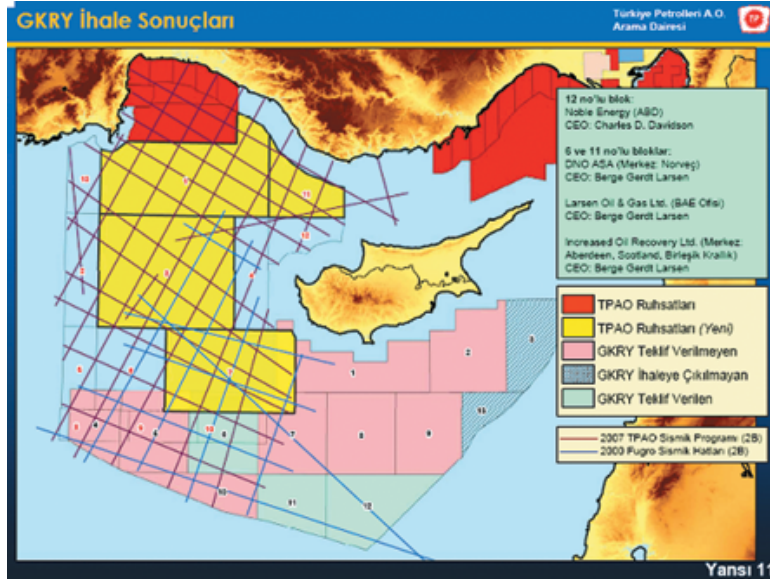 GKRY İhale Sonuçları
Türkiye Petrolleri A.O.
Arama Dairesi
TP
12 no'lu blok:
Noble Energy (ABD)
CEO: Charles D. Davidson
6 ve 11 no'lu bloklar:
DNO ASA (Merkez: Norveç)
CEO: Berge Gerdt Larsen
Larsen Oil & Gas Ltd. (BAE Ofisi)
CEO: Berge Gerdt Larsen
Increased Oil Recovery Ltd. (Merkez:
Aberdeen, Scotland, Birleşik Krallık)
CEO: Berge Gerdt Larsen
TPAO Ruhsatları
TPAO Ruhsatları (Yeni)
GKRY Teklif Verilmeyen
GKRY İhaleye Çıkılmayan
GKRY Teklif Verilen
2007 TPAO Sismik Programı (2B)
2000 Fugro Sismik Hatları (2B)
12
1
2
7
8
9
10
11
12
Yansı 11